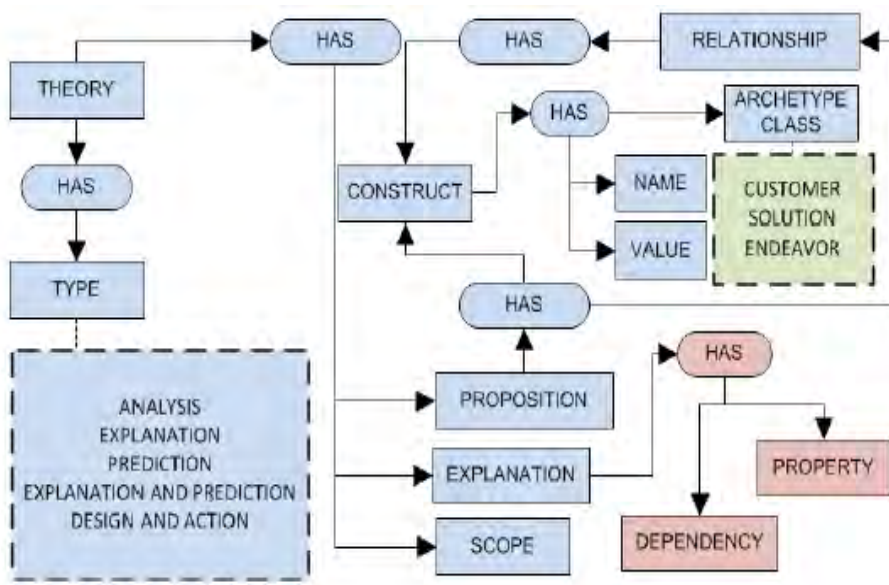 HAS
HAS
RELATIONSHIP
THEORY
HAS
ARCHETYPE
CLASS
HAS
CONSTRUCT
NAME
CUSTOMER
SOLUTION
ENDEAVOR
VALUE
TYPE
HAS
HAS
ANALYSIS
EXPLANATION
PREDICTION
EXPLANATION AND PREDICTION
DESIGN AND ACTION
PROPOSITION
EXPLANATION
PROPERTY
SCOPE
DEPENDENCY